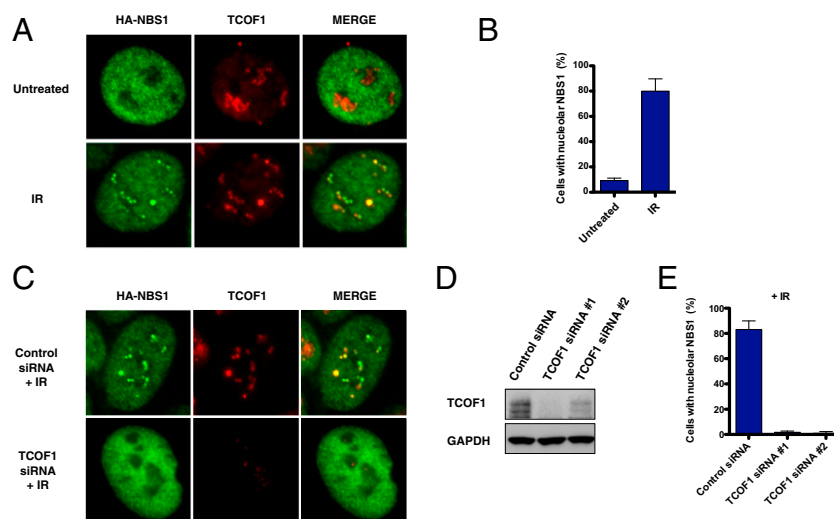 A
HA-NBS1 TCOF1 MERGE
Untreated
IR
B
Cells with nucleolar NBS1 (%)
100
80
60
40
20
0
Untreated
IR
C
HA-NBS1 TCOF1 MERGE
Control
siRNA
+ IR
TCOF1
siRNA
+ IR
D
Control siRNA
TCOF1 siRNA #1
TCOF1 siRNA #2
TCOF1
GAPDH
E
+ IR
Cells with nucleolar NBS1 (%)
100
80
60
40
20
0
Control siRNA
TCOF1 siRNA #1
TCOF1 siRNA #2